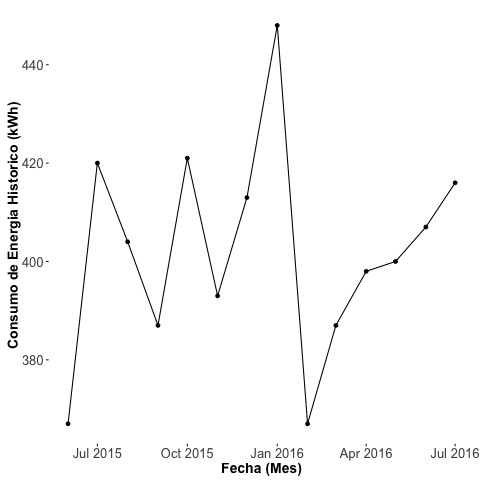 Consumo de Energia Historico (kWh)
440
420
400
380
Jul 2015 Oct 2015 Jan 2016 Apr 2016 Jul 2016
Fecha (Mes)